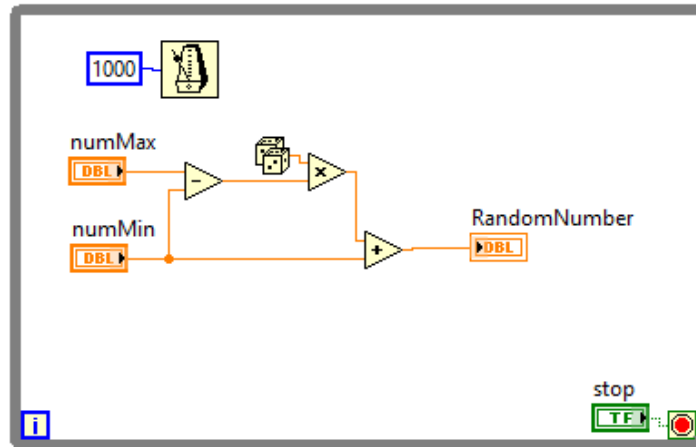 1000
numMax
DBL
numMin
DBL
RandomNumber
DBL
stop
TF
i